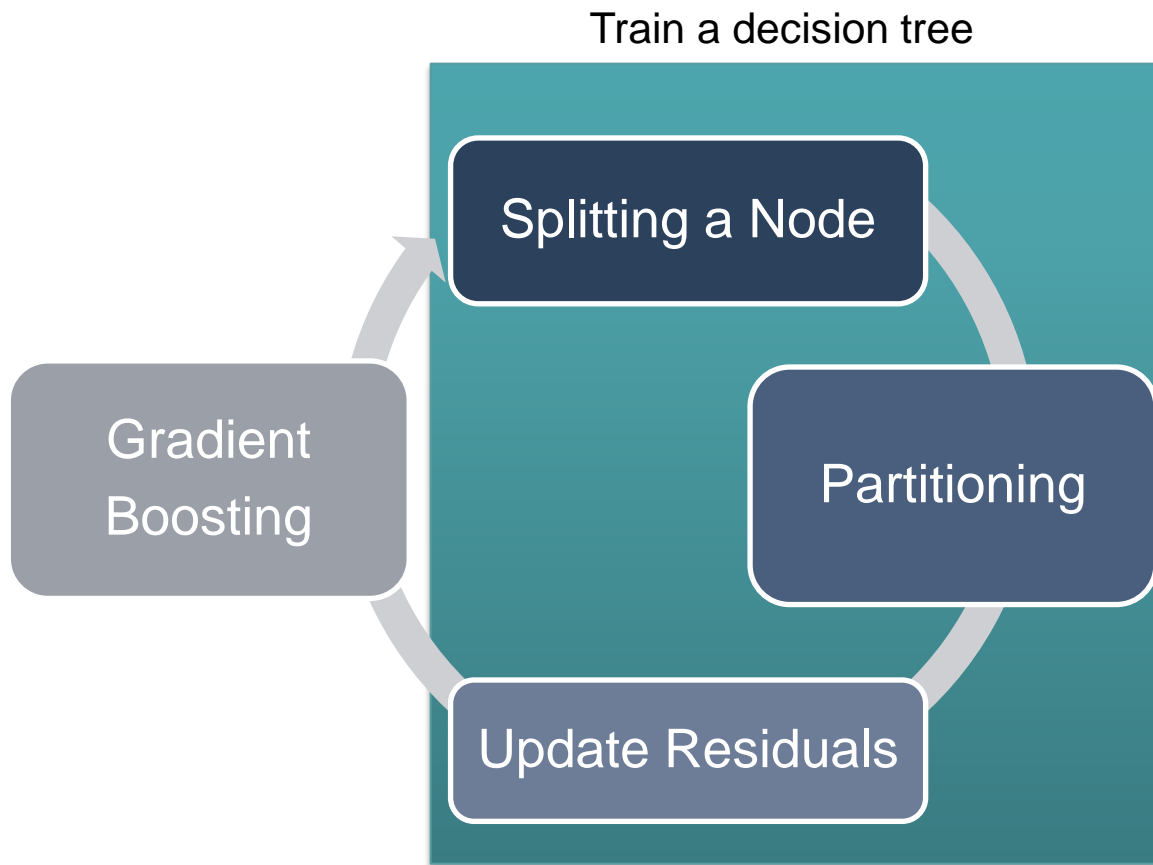 Train a decision tree
Splitting a Node
Gradient
Boosting
Partitioning
Update Residuals